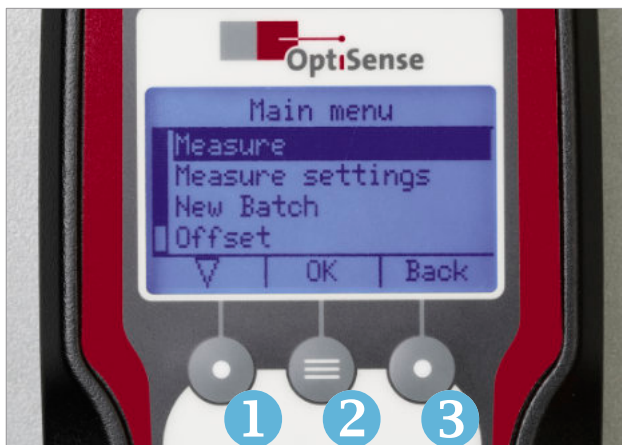 OptiSense
Main menu
Measure
Measure settings
New Batch
Offset
OK Back
1 2 3